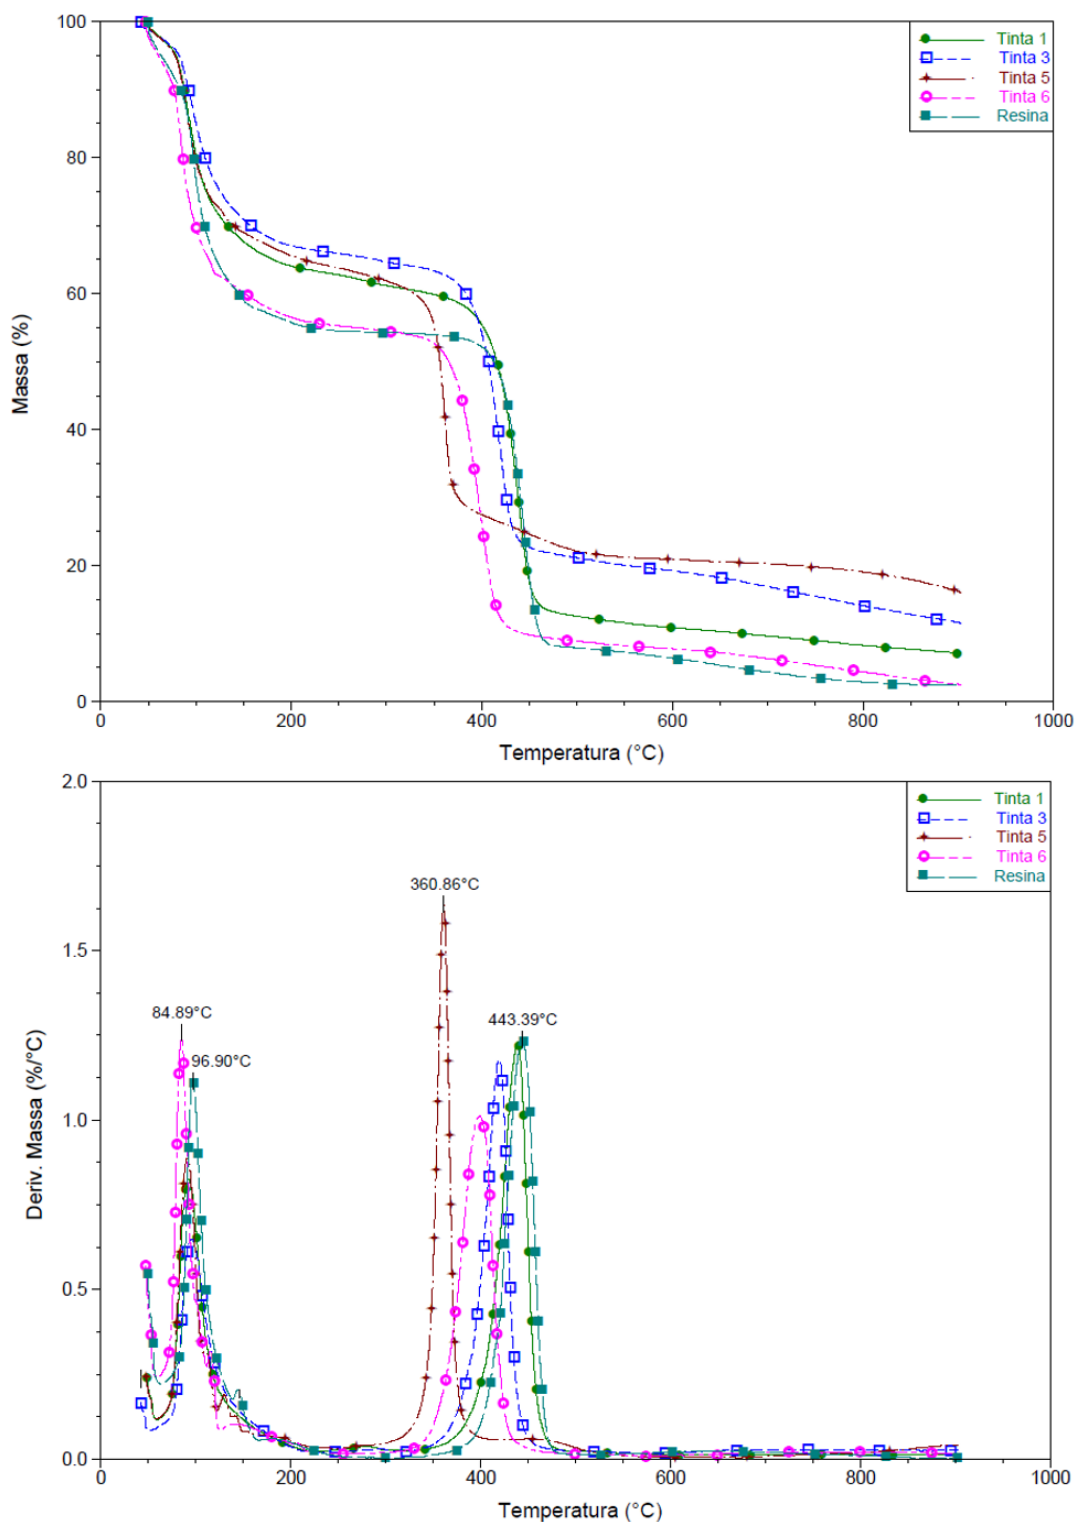 100
80
60
40
20
0
Massa (%)
Tinta 1
Tinta 3
Tinta 5
Tinta 6
Resina
0 200 400 600 800 1000
Temperatura (°C)
2.0
1.5
1.0
0.5
0.0
Deriv. Massa (%/°C)
Tinta 1
Tinta 3
Tinta 5
Tinta 6
Resina
360.86°C
84.89°C
443.39°C
96.90°C
0 200 400 600 800 1000
Temperatura (°C)